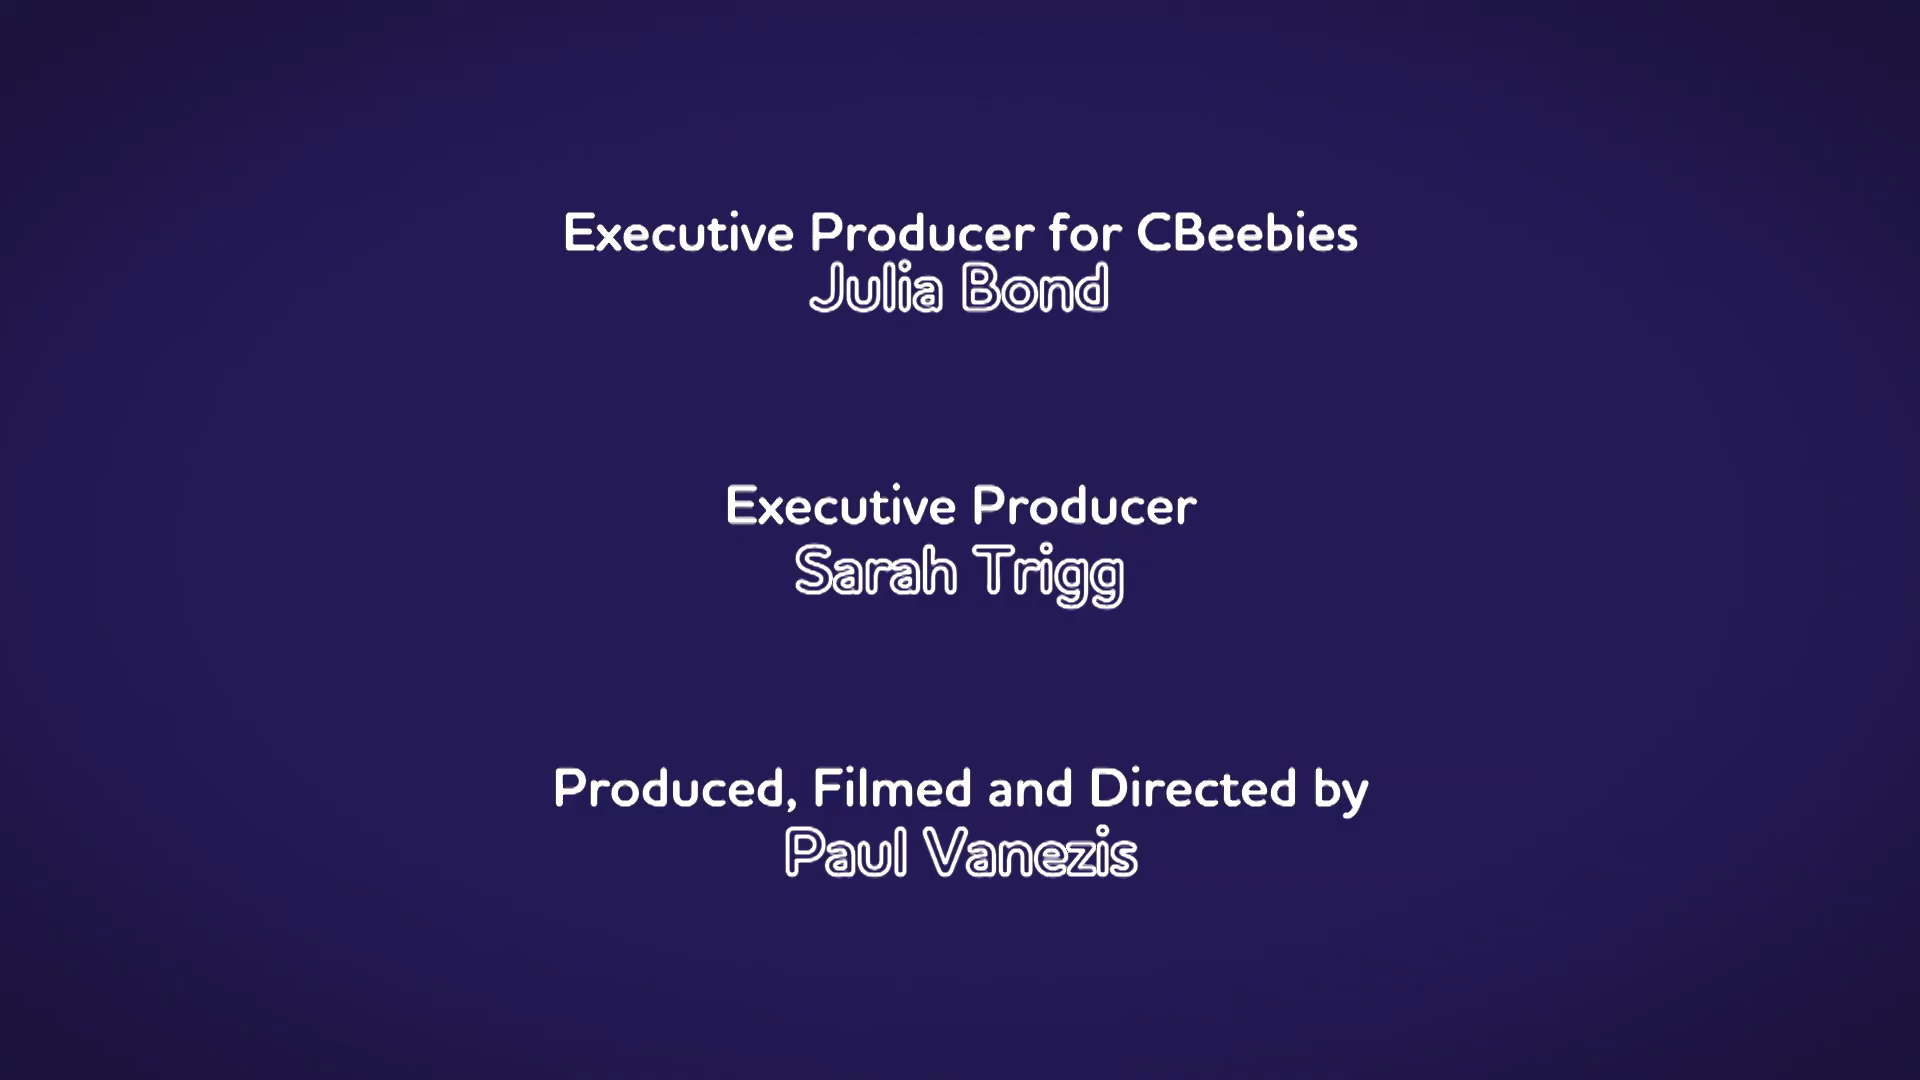 Executive Producer for CBeebies
Julia Bond
Executive Producer
Sarah Trigg
Produced, Filmed and Directed by
Paul Vanezis